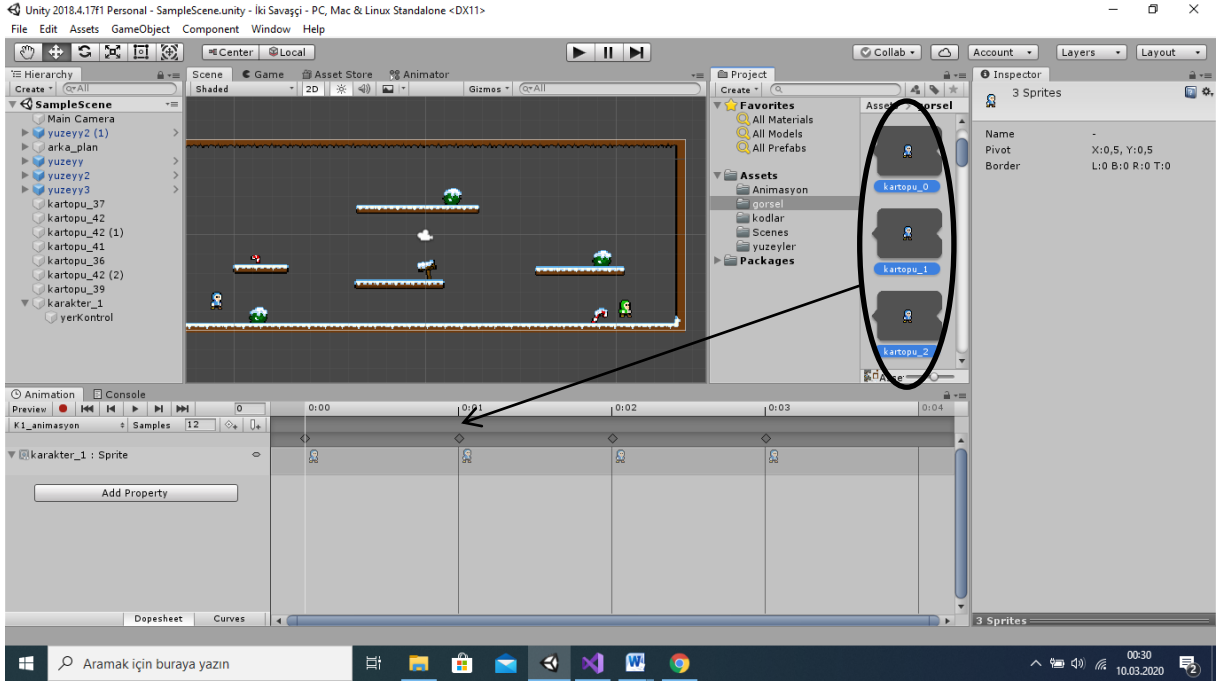 Unity 2018.4.17f1 Personal - SampleScene.unity - İki Savaşçi - PC, Mac & Linux Standalone <DX11>
File Edit Assets GameObject Component Window Help
Center Local Collab Account Layers Layout
Hierarchy
Create All
SampleScene
Main Camera
yuzeyy2 (1)
arka_plan
yuzeyy
yuzeyy2
yuzeyy3
kartopu_37
kartopu_42
kartopu_42 (1)
kartopu_41
kartopu_36
kartopu_42 (2)
kartopu_39
karakter_1
yerKontrol
Scene Game Asset Store Animator
Shaded 2D Gizmos All
Project
Create
Favorites
All Materials
All Models
All Prefabs
Assets
Animasyon
gorsel
kodlar
Scenes
yuzeyler
Packages
Assets gorsel
kartopu_0
kartopu_1
kartopu_2
Asse
Inspector
3 Sprites
Name -
Pivot X:0,5, Y:0,5
Border L:0 B:0 R:0 T:0
3 Sprites
Animation Console
Preview 0 0:00 0:01 0:02 0:03 0:04
K1_animasyon Samples 12
karakter_1 : Sprite
Add Property
Dopesheet Curves
Aramak için buraya yazın
00:30
10.03.2020
2